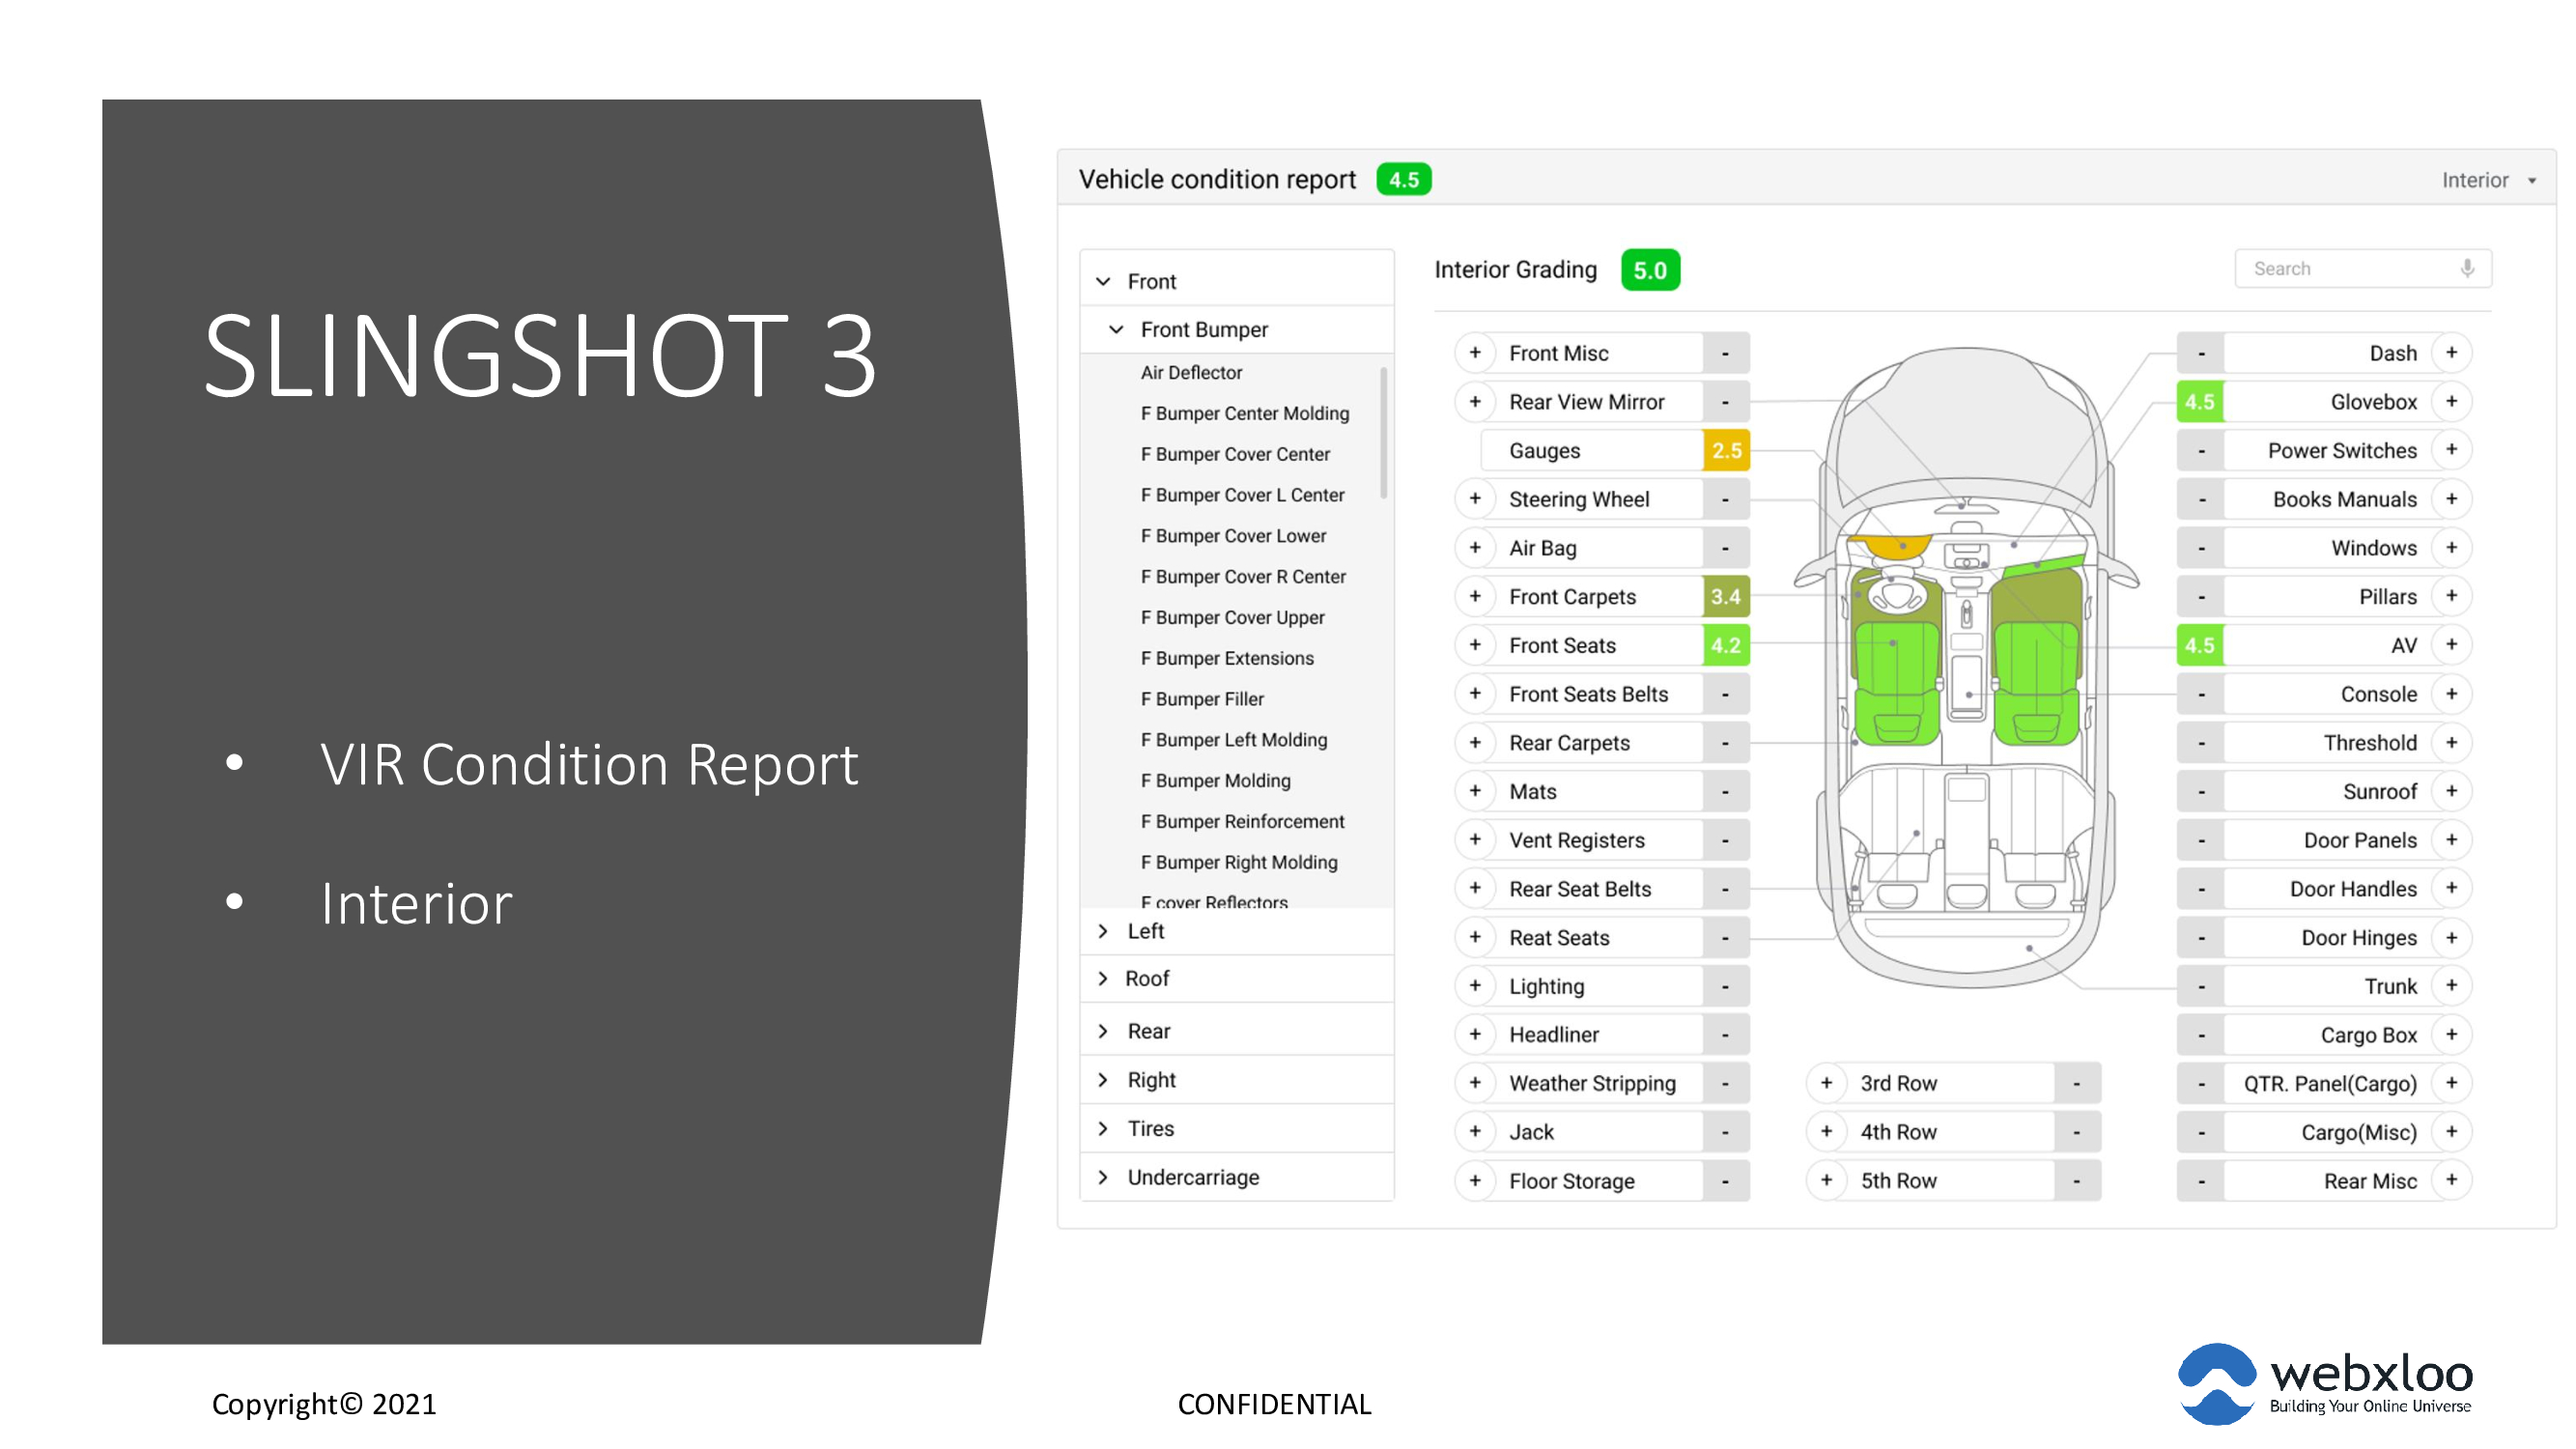 SLINGSHOT 3
• VIR Condition Report
• Interior
Vehicle condition report 4.5
Interior
Front
Front Bumper
Air Deflector
F Bumper Center Molding
F Bumper Cover Center
F Bumper Cover L Center
F Bumper Cover Lower
F Bumper Cover R Center
F Bumper Cover Upper
F Bumper Extensions
F Bumper Filler
F Bumper Left Molding
F Bumper Molding
F Bumper Reinforcement
F Bumper Right Molding
F cover Reflectors
Left
Roof
Rear
Right
Tires
Undercarriage
Interior Grading 5.0
Search
+ Front Misc -
+ Rear View Mirror -
Gauges 2.5
+ Steering Wheel -
+ Air Bag -
+ Front Carpets 3.4
+ Front Seats 4.2
+ Front Seats Belts -
+ Rear Carpets -
+ Mats -
+ Vent Registers -
+ Rear Seat Belts -
+ Reat Seats -
+ Lighting -
+ Headliner -
+ Weather Stripping -
+ Jack -
+ Floor Storage -
+ 3rd Row -
+ 4th Row -
+ 5th Row -
- Dash +
4.5 Glovebox +
- Power Switches +
- Books Manuals +
- Windows +
- Pillars +
4.5 AV +
- Console +
- Threshold +
- Sunroof +
- Door Panels +
- Door Handles +
- Door Hinges +
- Trunk +
- Cargo Box +
- QTR. Panel(Cargo) +
- Cargo(Misc) +
- Rear Misc +
Copyright© 2021
CONFIDENTIAL
webxloo
Building Your Online Universe